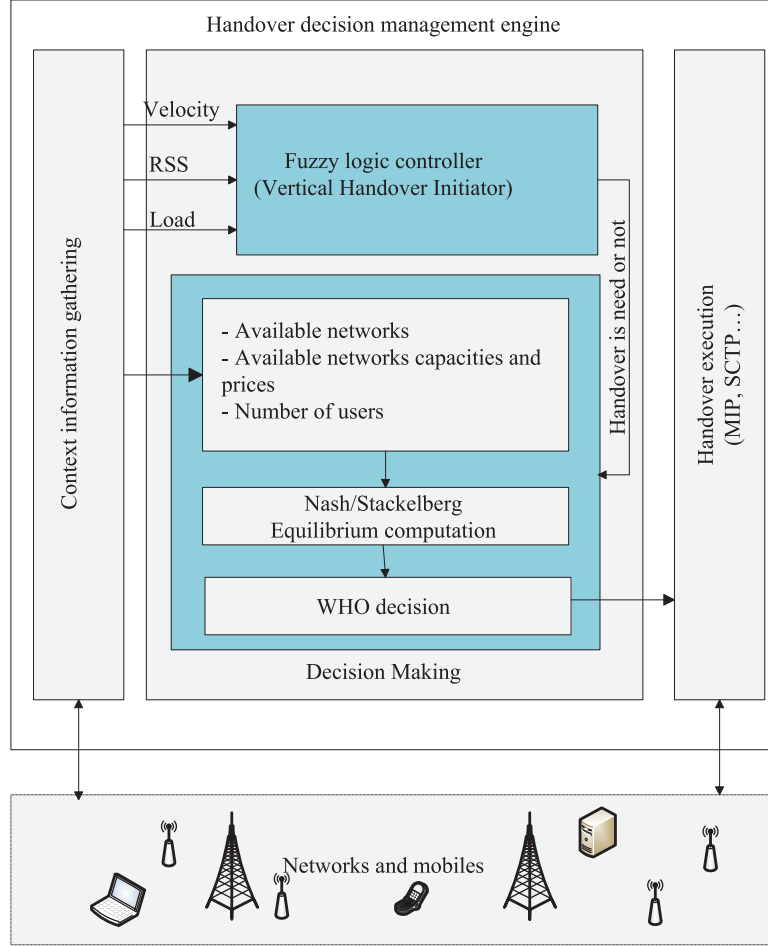 Handover decision management engine
Context information gathering
Velocity
RSS
Load
Fuzzy logic controller
(Vertical Handover Initiator)
Handover is need or not
- Available networks
- Available networks capacities and
prices
- Number of users
Nash/Stackelberg
Equilibrium computation
WHO decision
Decision Making
Handover execution
(MIP, SCTP…)
Networks and mobiles